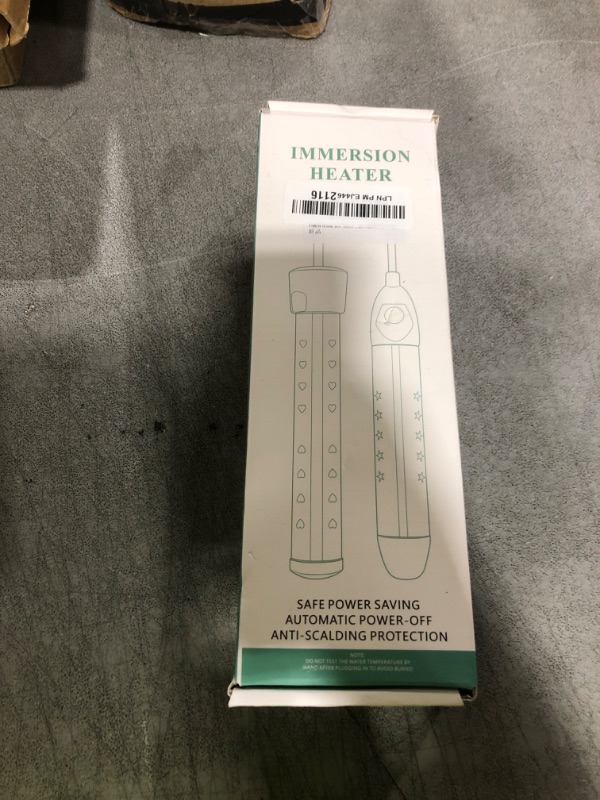 IMMERSION
HEATER
LPN PM EJ4462116
SAFE POWER SAVING
AUTOMATIC POWER-OFF
ANTI-SCALDING PROTECTION
NOTE
DO NOT TEST THE WATER TEMPERATURE BY
HAND AFTER PLUGGING IN TO AVOID BURNED